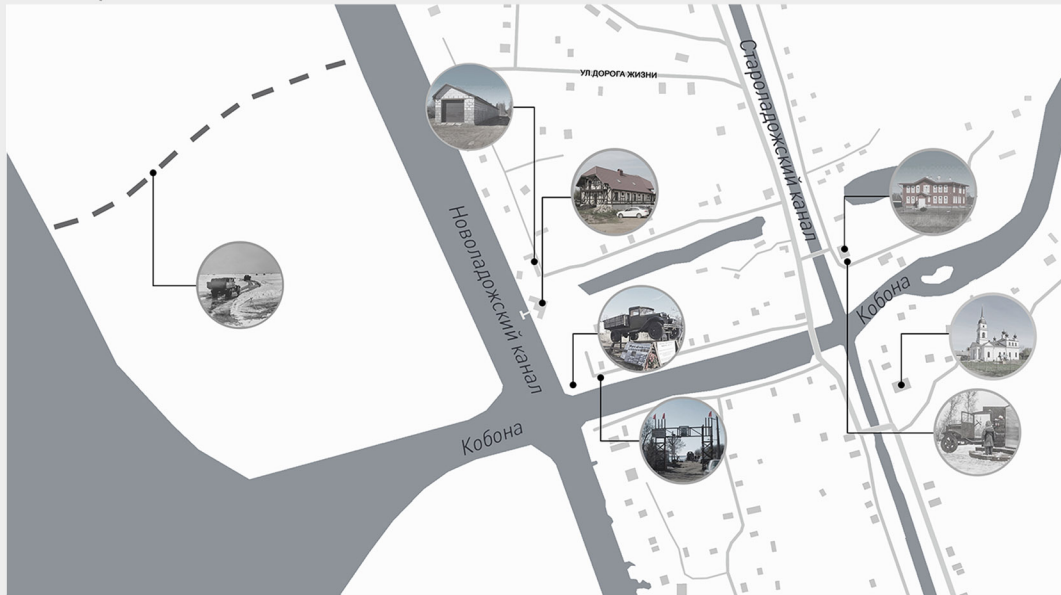 УЛ.ДОРОГА ЖИЗНИ
Староладожский канал
Новоладожский канал
Кобона
Кобона